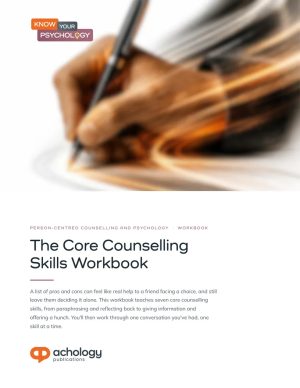 KNOW YOUR
PSYCHOLOGY
PERSON-CENTRED COUNSELLING AND PSYCHOLOGY · WORKBOOK
The Core Counselling
Skills Workbook
A list of pros and cons can feel like real help to a friend facing a choice, and still
leave them deciding it alone. This workbook teaches seven core counselling
skills, from paraphrasing and reflecting back to giving information and
offering a hunch. You'll then work through one conversation you've had, one
skill at a time.
achology
publications